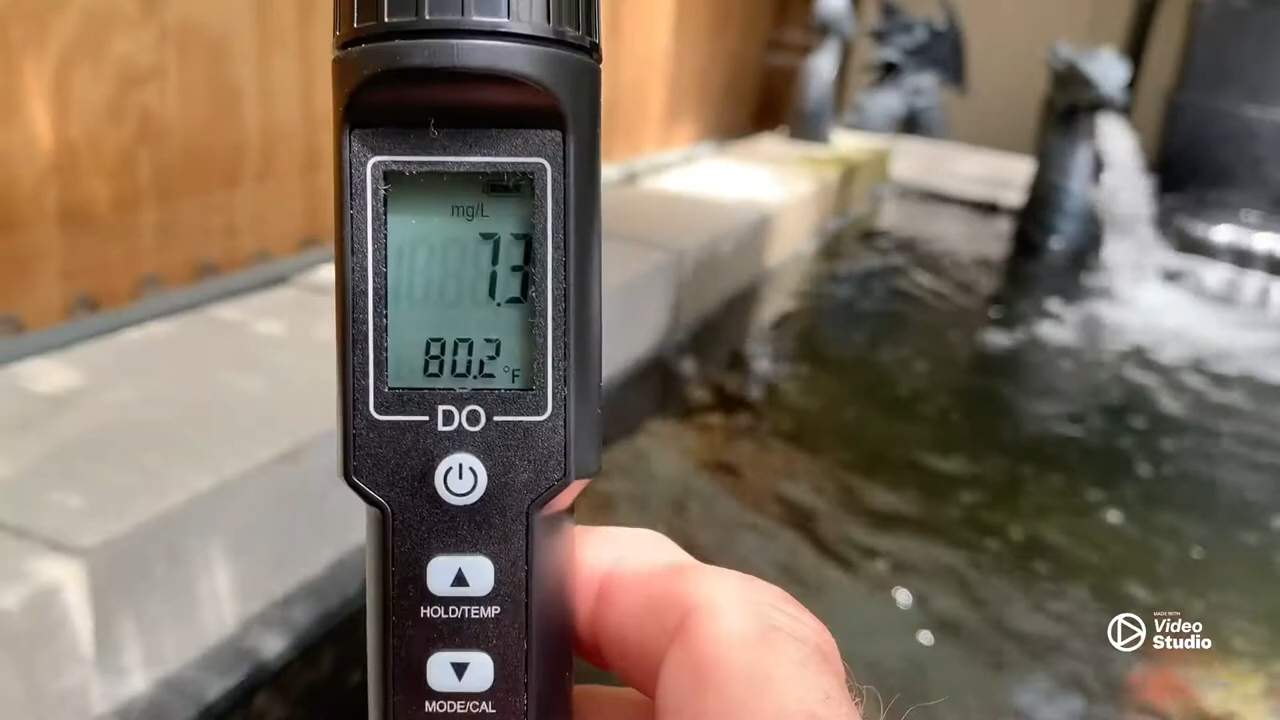 mg/L
7.3
80.2 °F
DO
HOLD/TEMP
MODE/CAL
MADE WITH
Video
Studio